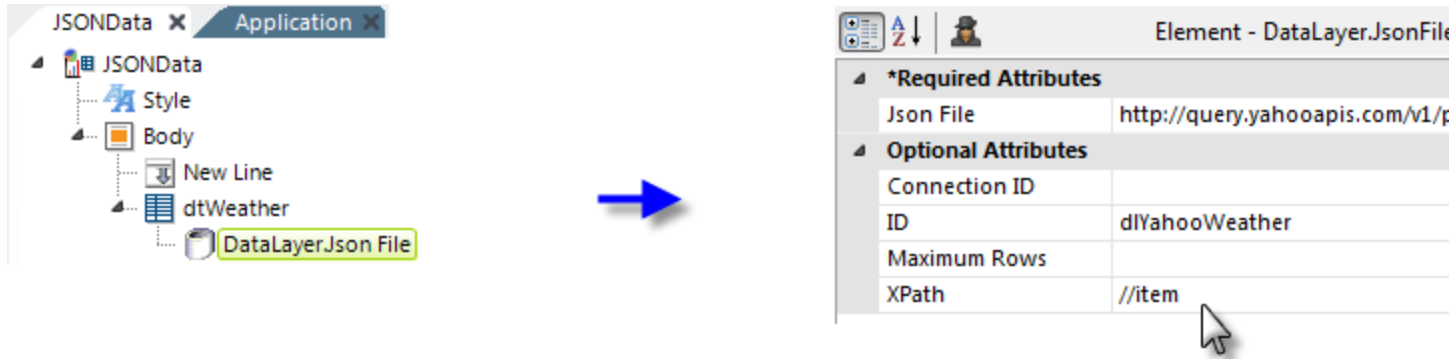 JSONData
Application
JSONData
Style
Body
New Line
dtWeather
DataLayer.Json File
Element - DataLayer.JsonFile
*Required Attributes
Json File http://query.yahooapis.com/v1/p
Optional Attributes
Connection ID
ID dlYahooWeather
Maximum Rows
XPath //item